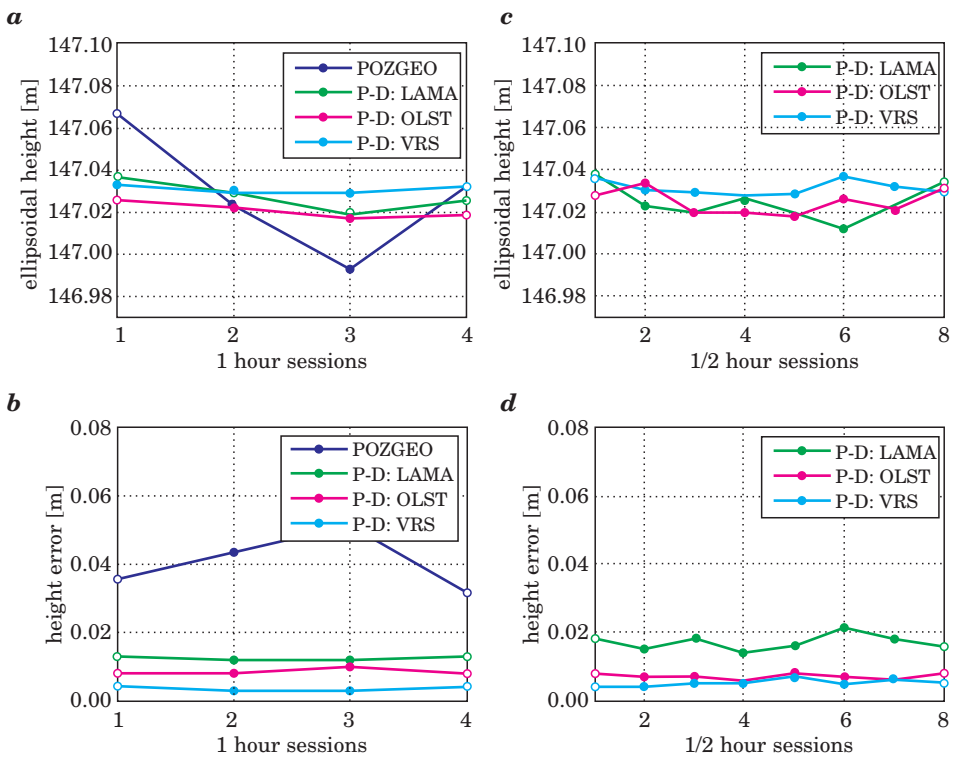 a
147.10
147.08
147.06
147.04
147.02
147.00
146.98
ellipsoidal height [m]
POZGEO
P-D: LAMA
P-D: OLST
P-D: VRS
1 2 3 4
1 hour sessions
c
147.10
147.08
147.06
147.04
147.02
147.00
146.98
ellipsoidal height [m]
P-D: LAMA
P-D: OLST
P-D: VRS
2 4 6 8
1/2 hour sessions
b
0.08
0.06
0.04
0.02
0.00
height error [m]
POZGEO
P-D: LAMA
P-D: OLST
P-D: VRS
1 2 3 4
1 hour sessions
d
0.08
0.06
0.04
0.02
0.00
height error [m]
P-D: LAMA
P-D: OLST
P-D: VRS
2 4 6 8
1/2 hour sessions